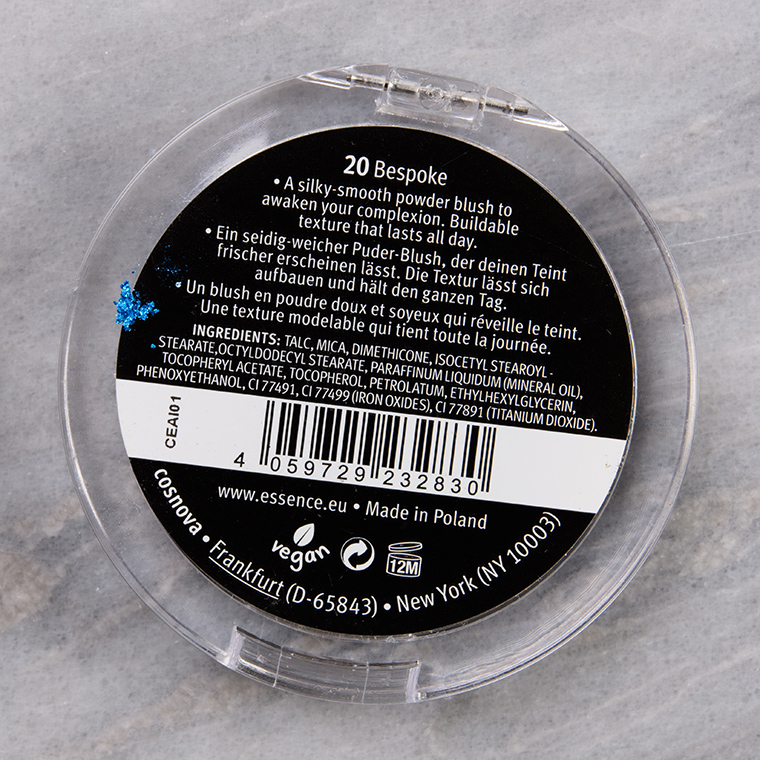 20 Bespoke
• A silky-smooth powder blush to
awaken your complexion. Buildable
texture that lasts all day.
• Ein seidig-weicher Puder-Blush, der deinen Teint
frischer erscheinen lässt. Die Textur lässt sich
aufbauen und hält den ganzen Tag.
• Un blush en poudre doux et soyeux qui réveille le teint.
Une texture modelable qui tient toute la journée.
INGREDIENTS: TALC, MICA, DIMETHICONE, ISOCETYL STEAROYL-
STEARATE,OCTYLDODECYL STEARATE, PARAFFINUM LIQUIDUM (MINERAL OIL),
TOCOPHERYL ACETATE, TOCOPHEROL, PETROLATUM, ETHYLHEXYLGLYCERIN,
PHENOXYETHANOL, CI 77491, CI 77499 (IRON OXIDES), CI 77891 (TITANIUM DIOXIDE).
CEAI01
4 059729 232830
www.essence.eu • Made in Poland
vegan
12M
cosnova • Frankfurt (D-65843) • New York (NY 10003)